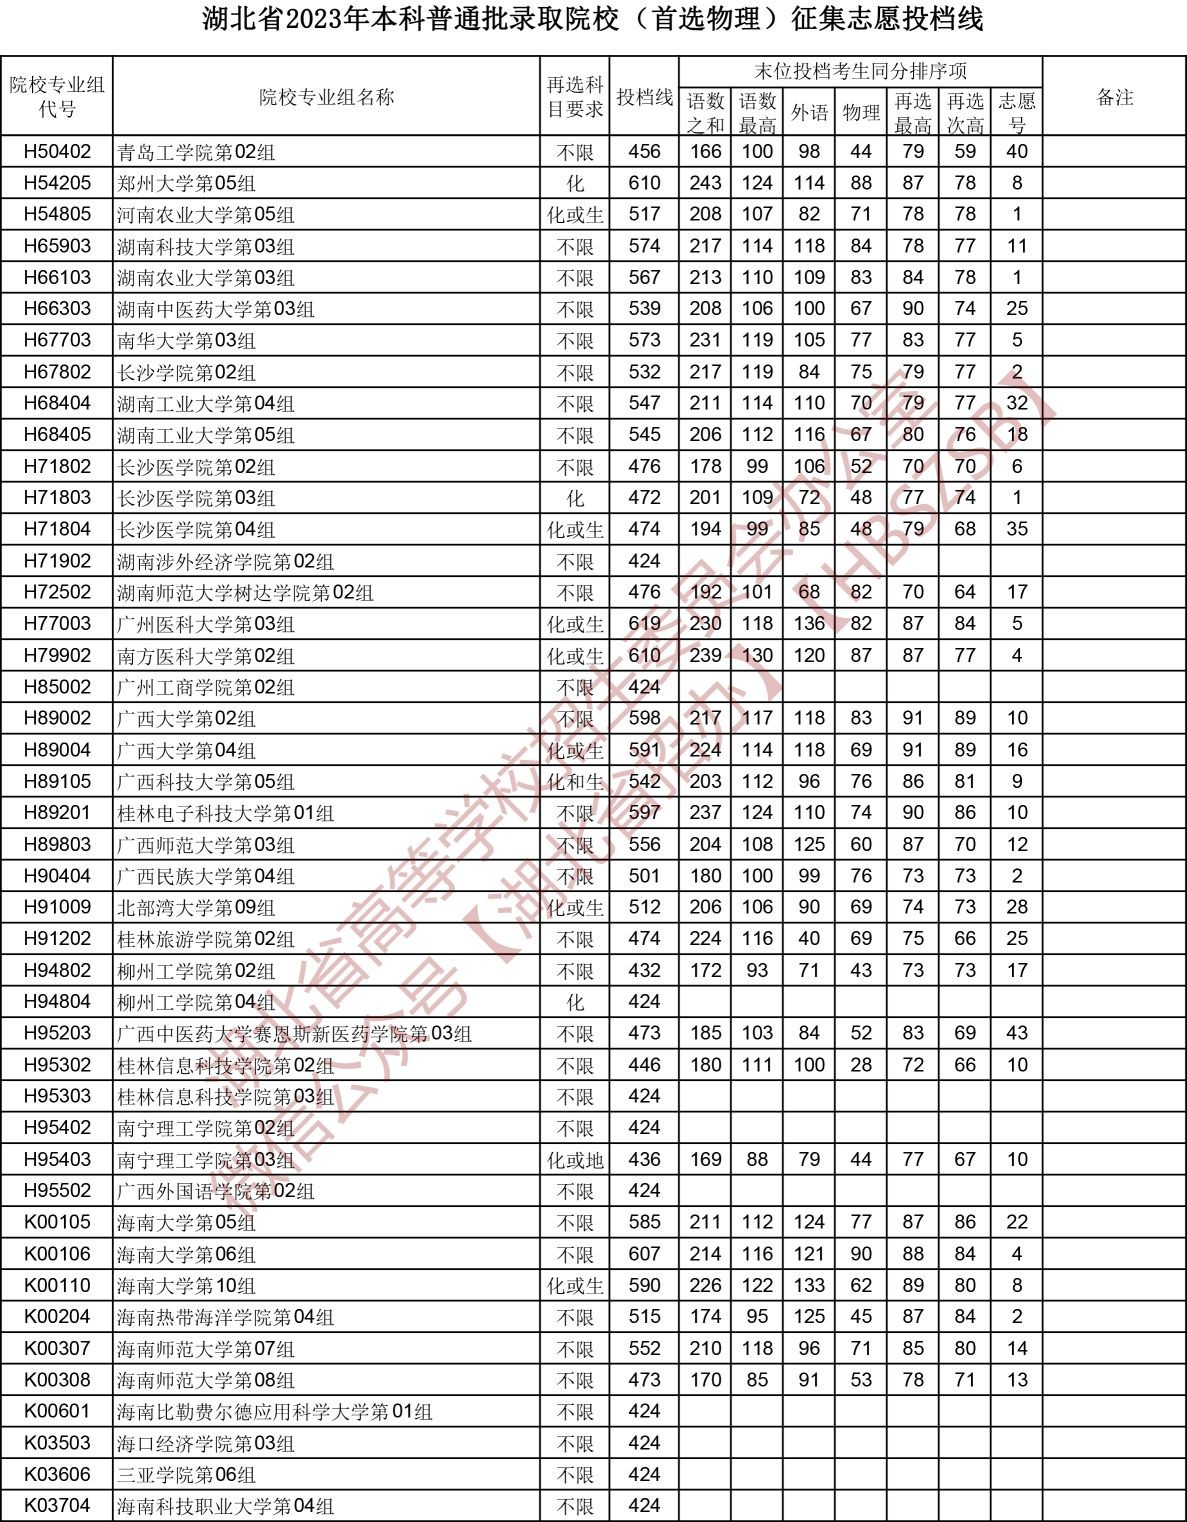 湖北省2023年本科普通批录取院校（首选物理）征集志愿投档线
院校专业组代号 院校专业组名称 再选科目要求 投档线 末位投档考生同分排序项 备注
语数之和 语数最高 外语 物理 再选最高 再选次高 志愿号
H50402 青岛工学院第02组 不限 456 166 100 98 44 79 59 40
H54205 郑州大学第05组 化 610 243 124 114 88 87 78 8
H54805 河南农业大学第05组 化或生 517 208 107 82 71 78 78 1
H65903 湖南科技大学第03组 不限 574 217 114 118 84 78 77 11
H66103 湖南农业大学第03组 不限 567 213 110 109 83 84 78 1
H66303 湖南中医药大学第03组 不限 539 208 106 100 67 90 74 25
H67703 南华大学第03组 不限 573 231 119 105 77 83 77 5
H67802 长沙学院第02组 不限 532 217 119 84 75 79 77 2
H68404 湖南工业大学第04组 不限 547 211 114 110 70 79 77 32
H68405 湖南工业大学第05组 不限 545 206 112 116 67 80 76 18
H71802 长沙医学院第02组 不限 476 178 99 106 52 70 70 6
H71803 长沙医学院第03组 化 472 201 109 72 48 77 74 1
H71804 长沙医学院第04组 化或生 474 194 99 85 48 79 68 35
H71902 湖南涉外经济学院第02组 不限 424
H72502 湖南师范大学树达学院第02组 不限 476 192 101 68 82 70 64 17
H77003 广州医科大学第03组 化或生 619 230 118 136 82 87 84 5
H79902 南方医科大学第02组 化或生 610 239 130 120 87 87 77 4
H85002 广州工商学院第02组 不限 424
H89002 广西大学第02组 不限 598 217 117 118 83 91 89 10
H89004 广西大学第04组 化或生 591 224 114 118 69 91 89 16
H89105 广西科技大学第05组 化和生 542 203 112 96 76 86 81 9
H89201 桂林电子科技大学第01组 不限 597 237 124 110 74 90 86 10
H89803 广西师范大学第03组 不限 556 204 108 125 60 87 70 12
H90404 广西民族大学第04组 不限 501 180 100 99 76 73 73 2
H91009 北部湾大学第09组 化或生 512 206 106 90 69 74 73 28
H91202 桂林旅游学院第02组 不限 474 224 116 40 69 75 66 25
H94802 柳州工学院第02组 不限 432 172 93 71 43 73 73 17
H94804 柳州工学院第04组 化 424
H95203 广西中医药大学赛恩斯新医药学院第03组 不限 473 185 103 84 52 83 69 43
H95302 桂林信息科技学院第02组 不限 446 180 111 100 28 72 66 10
H95303 桂林信息科技学院第03组 不限 424
H95402 南宁理工学院第02组 不限 424
H95403 南宁理工学院第03组 化或地 436 169 88 79 44 77 67 10
H95502 广西外国语学院第02组 不限 424
K00105 海南大学第05组 不限 585 211 112 124 77 87 86 22
K00106 海南大学第06组 不限 607 214 116 121 90 88 84 4
K00110 海南大学第10组 化或生 590 226 122 133 62 89 80 8
K00204 海南热带海洋学院第04组 不限 515 174 95 125 45 87 84 2
K00307 海南师范大学第07组 不限 552 210 118 96 71 85 80 14
K00308 海南师范大学第08组 不限 473 170 85 91 53 78 71 13
K00601 海南比勒费尔德应用科学大学第01组 不限 424
K03503 海口经济学院第03组 不限 424
K03606 三亚学院第06组 不限 424
K03704 海南科技职业大学第04组 不限 424
湖北省高等学校招生委员会办公室
微信公众号【湖北省招办】【HBSZSB】